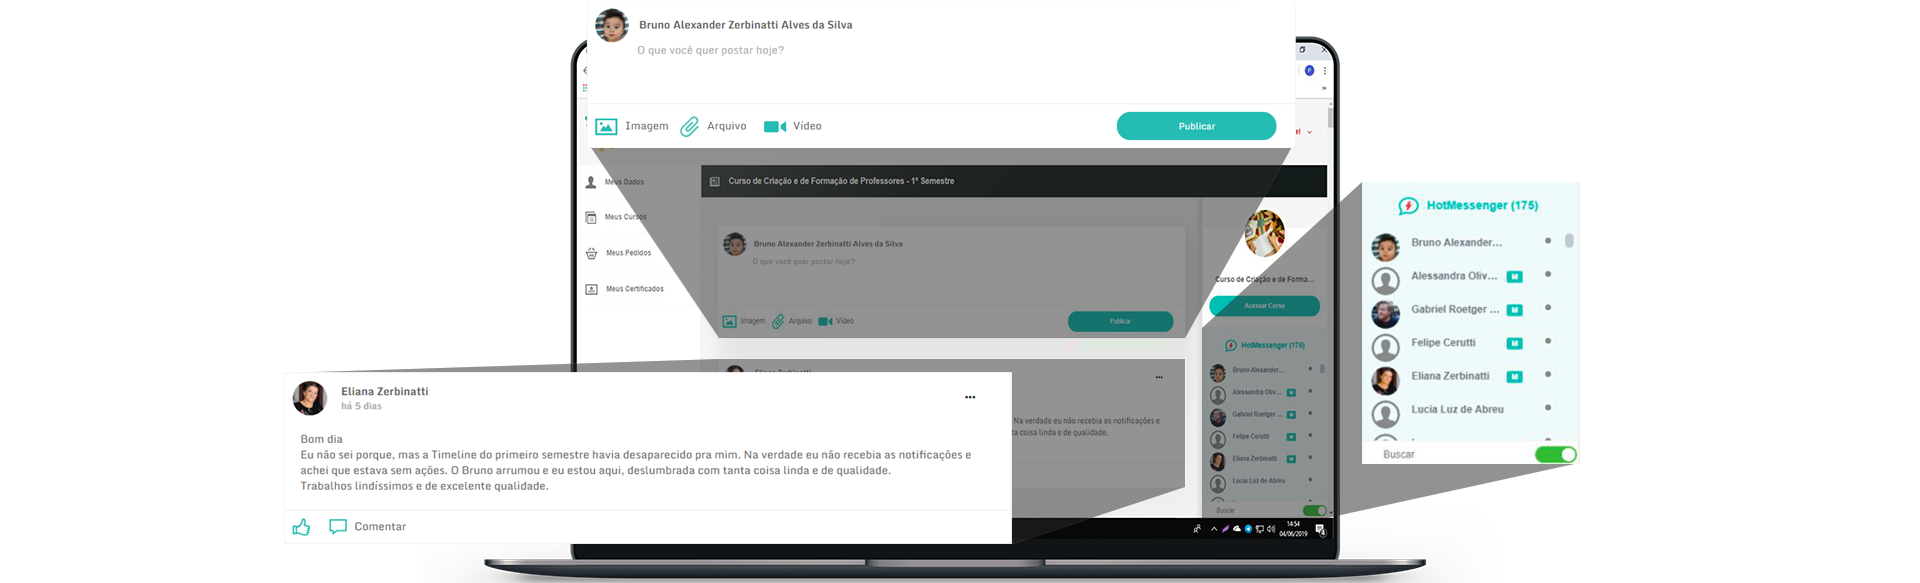 Bruno Alexander Zerbinatti Alves da Silva
O que você quer postar hoje?
Imagem
Arquivo
Vídeo
Publicar
Meus Dados
Meus Cursos
Meus Pedidos
Meus Certificados
Curso de Criação e de Formação de Professores - 1° Semestre
Bruno Alexander Zerbinatti Alves da Silva
O que você quer postar hoje?
Imagem
Arquivo
Vídeo
Publicar
Curso de Criação e de Forma...
Acessar Curso
HotMessenger (175)
Bruno Alexander...
Alessandra Oliv... M
Gabriel Roetger ... M
Felipe Cerutti M
Eliana Zerbinatti M
Lucia Luz de Abreu
Buscar
HotMessenger (175)
Bruno Alexander...
Alessandra Oliv... M
Gabriel Roetger ... M
Felipe Cerutti M
Eliana Zerbinatti M
Lucia Luz de Abreu
Buscar
Eliana Zerbinatti
há 5 dias
Bom dia
Eu não sei porque, mas a Timeline do primeiro semestre havia desaparecido pra mim. Na verdade eu não recebia as notificações e
achei que estava sem ações. O Bruno arrumou e eu estou aqui, deslumbrada com tanta coisa linda e de qualidade.
Trabalhos lindíssimos e de excelente qualidade.
Comentar
Na verdade eu não recebia as notificações e
ta coisa linda e de qualidade.
14:54
04/06/2019
4